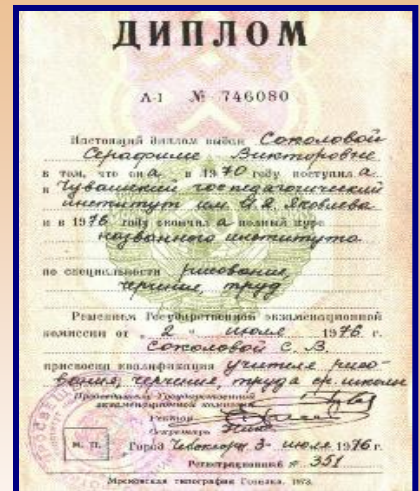 ДИПЛОМ
А-I № 746080
Настоящий диплом выдан Соколовой
Серафиме Викторовне
в том, что она в 1970 году поступила
в Чувашский госпедагогический
институт им. И. Я. Яковлева
и в 1976 году окончила полный курс
названного института
по специальности рисование,
черчение, труд
Решением Государственной экзаменационной
комиссии от „2“ июля 1976 г.
Соколовой С. В.
присвоена квалификация учителя рисо-
вания, черчение, труда ср. школы
Председатель Государственной
экзаменационной комиссии
Ректор
Секретарь
М. П.
Город Чебоксары 3 - июля 1976 г.
Регистрационный № 351
Московская типография Гознака. 1973.